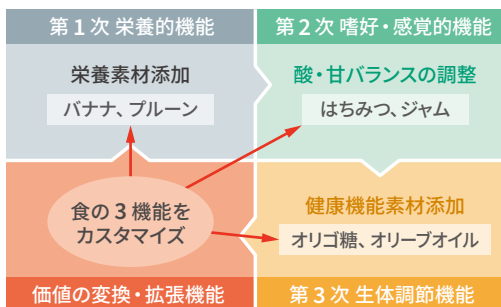 第1次 栄養的機能
第2次 嗜好・感覚的機能
栄養素材添加
バナナ、プルーン
酸・甘バランスの調整
はちみつ、ジャム
食の3機能を
カスタマイズ
健康機能素材添加
オリゴ糖、オリーブオイル
価値の変換・拡張機能
第3次 生体調節機能